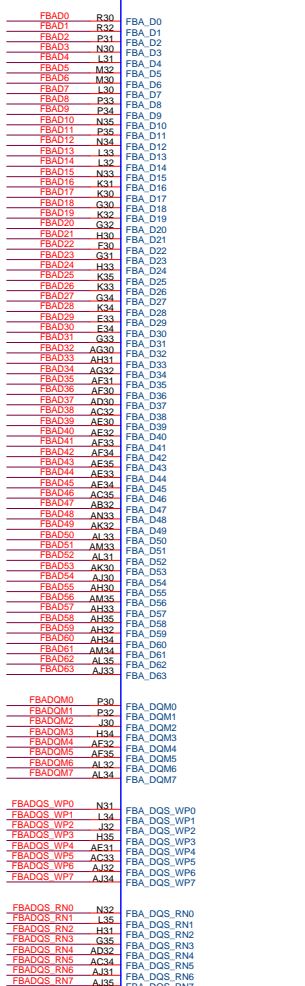 FBAD0 R30 FBA_D0
FBAD1 R32 FBA_D1
FBAD2 P31 FBA_D2
FBAD3 N30 FBA_D3
FBAD4 L31 FBA_D4
FBAD5 M32 FBA_D5
FBAD6 M30 FBA_D6
FBAD7 L30 FBA_D7
FBAD8 P33 FBA_D8
FBAD9 P34 FBA_D9
FBAD10 N35 FBA_D10
FBAD11 P35 FBA_D11
FBAD12 N34 FBA_D12
FBAD13 L33 FBA_D13
FBAD14 L32 FBA_D14
FBAD15 N33 FBA_D15
FBAD16 K31 FBA_D16
FBAD17 K30 FBA_D17
FBAD18 G30 FBA_D18
FBAD19 K32 FBA_D19
FBAD20 G32 FBA_D20
FBAD21 H30 FBA_D21
FBAD22 F30 FBA_D22
FBAD23 G31 FBA_D23
FBAD24 H33 FBA_D24
FBAD25 K35 FBA_D25
FBAD26 K33 FBA_D26
FBAD27 G34 FBA_D27
FBAD28 K34 FBA_D28
FBAD29 E33 FBA_D29
FBAD30 E34 FBA_D30
FBAD31 G33 FBA_D31
FBAD32 AG30 FBA_D32
FBAD33 AH31 FBA_D33
FBAD34 AG32 FBA_D34
FBAD35 AF31 FBA_D35
FBAD36 AF30 FBA_D36
FBAD37 AD30 FBA_D37
FBAD38 AC32 FBA_D38
FBAD39 AE30 FBA_D39
FBAD40 AE32 FBA_D40
FBAD41 AF33 FBA_D41
FBAD42 AF34 FBA_D42
FBAD43 AE35 FBA_D43
FBAD44 AE33 FBA_D44
FBAD45 AE34 FBA_D45
FBAD46 AC35 FBA_D46
FBAD47 AB32 FBA_D47
FBAD48 AN33 FBA_D48
FBAD49 AK32 FBA_D49
FBAD50 AL33 FBA_D50
FBAD51 AM33 FBA_D51
FBAD52 AL31 FBA_D52
FBAD53 AK30 FBA_D53
FBAD54 AJ30 FBA_D54
FBAD55 AH30 FBA_D55
FBAD56 AM35 FBA_D56
FBAD57 AH33 FBA_D57
FBAD58 AH35 FBA_D58
FBAD59 AH32 FBA_D59
FBAD60 AH34 FBA_D60
FBAD61 AM34 FBA_D61
FBAD62 AL35 FBA_D62
FBAD63 AJ33 FBA_D63
FBADQM0 P30 FBA_DQM0
FBADQM1 P32 FBA_DQM1
FBADQM2 J30 FBA_DQM2
FBADQM3 H34 FBA_DQM3
FBADQM4 AF32 FBA_DQM4
FBADQM5 AF35 FBA_DQM5
FBADQM6 AL32 FBA_DQM6
FBADQM7 AL34 FBA_DQM7
FBADQS_WP0 N31 FBA_DQS_WP0
FBADQS_WP1 L34 FBA_DQS_WP1
FBADQS_WP2 J32 FBA_DQS_WP2
FBADQS_WP3 H35 FBA_DQS_WP3
FBADQS_WP4 AE31 FBA_DQS_WP4
FBADQS_WP5 AC33 FBA_DQS_WP5
FBADQS_WP6 AJ32 FBA_DQS_WP6
FBADQS_WP7 AJ34 FBA_DQS_WP7
FBADQS_RN0 N32 FBA_DQS_RN0
FBADQS_RN1 L35 FBA_DQS_RN1
FBADQS_RN2 H31 FBA_DQS_RN2
FBADQS_RN3 G35 FBA_DQS_RN3
FBADQS_RN4 AD32 FBA_DQS_RN4
FBADQS_RN5 AC34 FBA_DQS_RN5
FBADQS_RN6 AJ31 FBA_DQS_RN6
FBADQS_RN7 AJ35 FBA_DQS_RN7